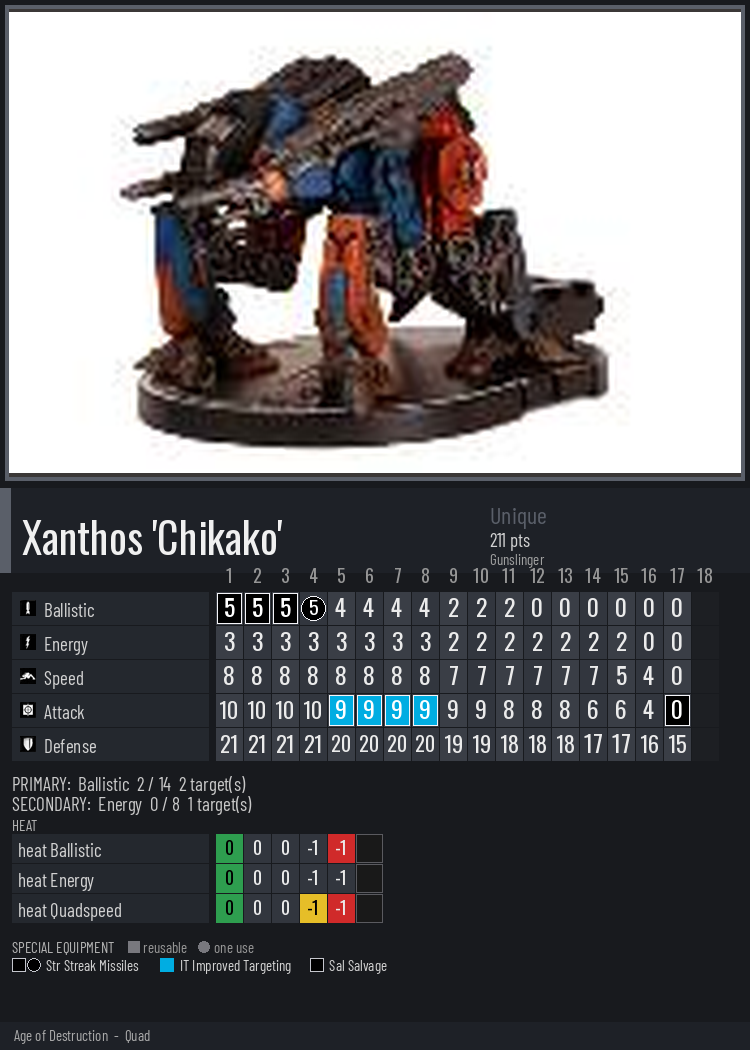 Xanthos 'Chikako'
Unique
211 pts
Gunslinger
1 2 3 4 5 6 7 8 9 10 11 12 13 14 15 16 17 18
Ballistic 5 5 5 5 4 4 4 4 2 2 2 0 0 0 0 0 0
Energy 3 3 3 3 3 3 3 3 2 2 2 2 2 2 2 0 0
Speed 8 8 8 8 8 8 8 8 7 7 7 7 7 7 5 4 0
Attack 10 10 10 10 9 9 9 9 9 9 8 8 8 6 6 4 0
Defense 21 21 21 21 20 20 20 20 19 19 18 18 18 17 17 16 15
PRIMARY: Ballistic 2 / 14 2 target(s)
SECONDARY: Energy 0 / 8 1 target(s)
HEAT
heat Ballistic 0 0 0 -1 -1
heat Energy 0 0 0 -1 -1
heat Quadspeed 0 0 0 -1 -1
SPECIAL EQUIPMENT reusable one use
Str Streak Missiles IT Improved Targeting Sal Salvage
Age of Destruction - Quad